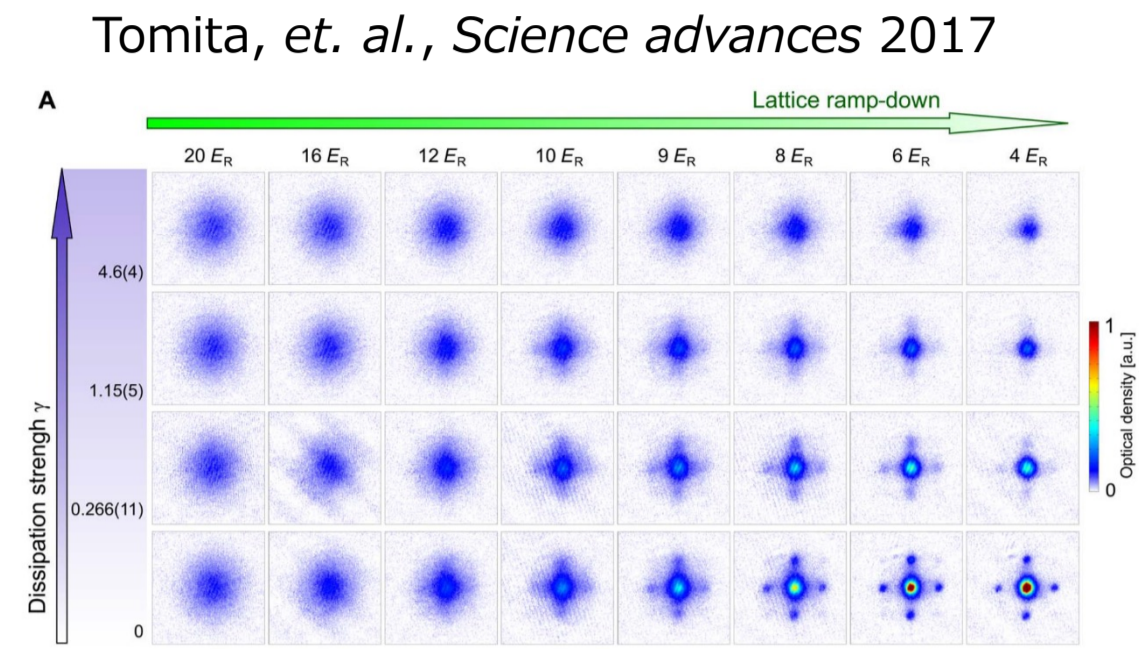 Tomita, et. al., Science advances 2017
A
Lattice ramp-down
20 ER 16 ER 12 ER 10 ER 9 ER 8 ER 6 ER 4 ER
4.6(4)
1.15(5)
0.266(11)
0
Dissipation strengh γ
1
0
Optical density [a.u.]